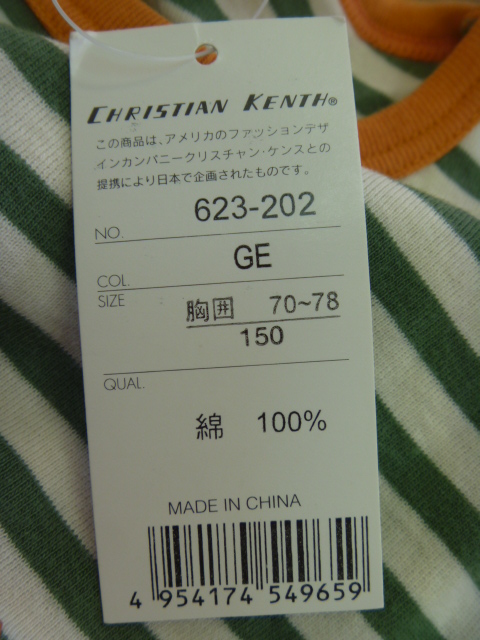 CHRISTIAN KENTH®
この商品は、アメリカのファッションデザ
インカンパニークリスチャン・ケンスとの
提携により日本で企画されたものです。
NO. 623-202
COL. GE
SIZE 胸囲 70~78
150
QUAL.
綿 100%
MADE IN CHINA
4 954174 549659